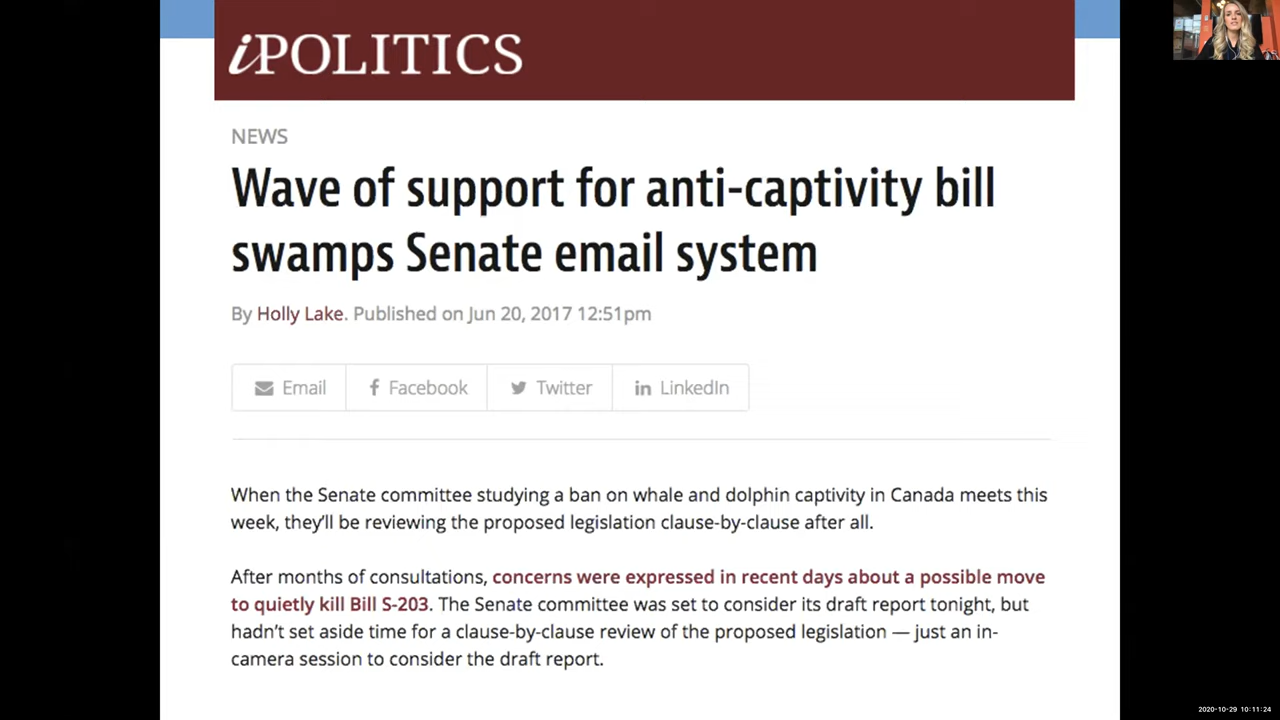 iPOLITICS
NEWS
Wave of support for anti-captivity bill
swamps Senate email system
By Holly Lake. Published on Jun 20, 2017 12:51pm
Email Facebook Twitter LinkedIn
When the Senate committee studying a ban on whale and dolphin captivity in Canada meets this
week, they’ll be reviewing the proposed legislation clause-by-clause after all.
After months of consultations, concerns were expressed in recent days about a possible move
to quietly kill Bill S-203. The Senate committee was set to consider its draft report tonight, but
hadn’t set aside time for a clause-by-clause review of the proposed legislation — just an in-
camera session to consider the draft report.
2020-10-29 10:11:24